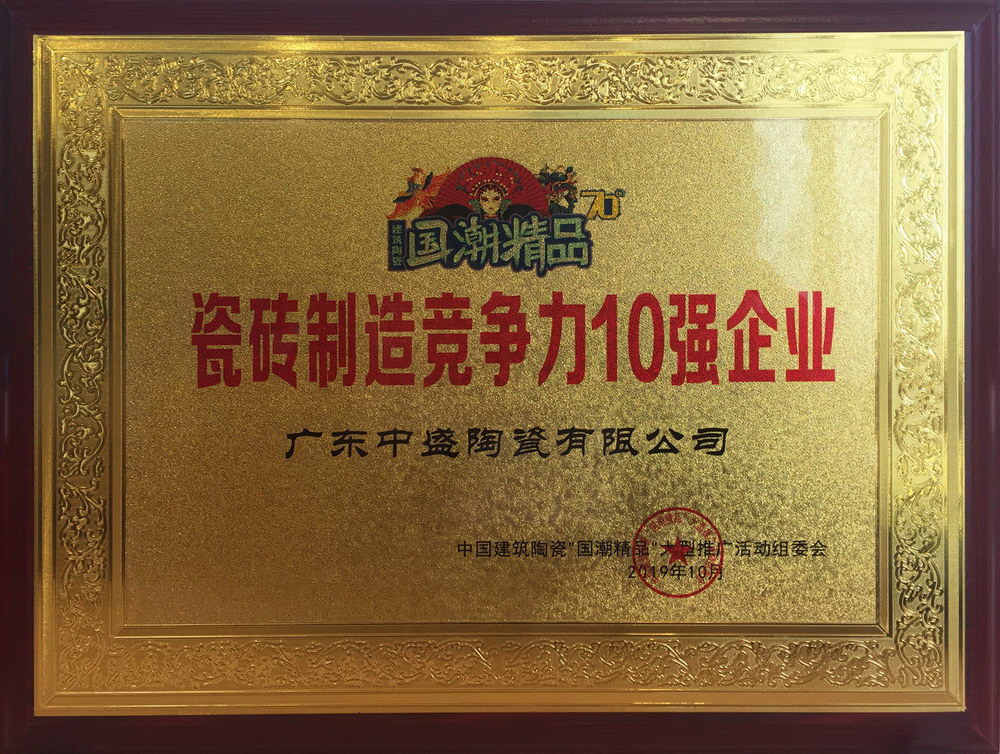 70th
建筑陶瓷
国潮精品
瓷砖制造竞争力10强企业
广东中盛陶瓷有限公司
中国建筑陶瓷"国潮精品"大型推广活动组委会
2019年10月